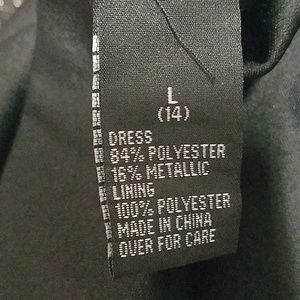 L
(14)
DRESS
84% POLYESTER
16% METALLIC
LINING
100% POLYESTER
MADE IN CHINA
OVER FOR CARE